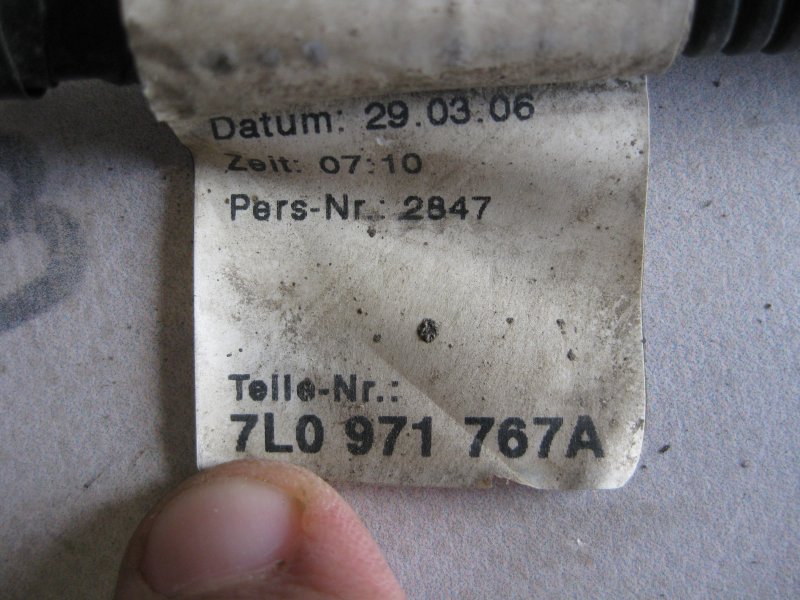 Datum: 29.03.06
Zeit: 07:10
Pers-Nr.: 2847
Teile-Nr.:
7L0 971 767A